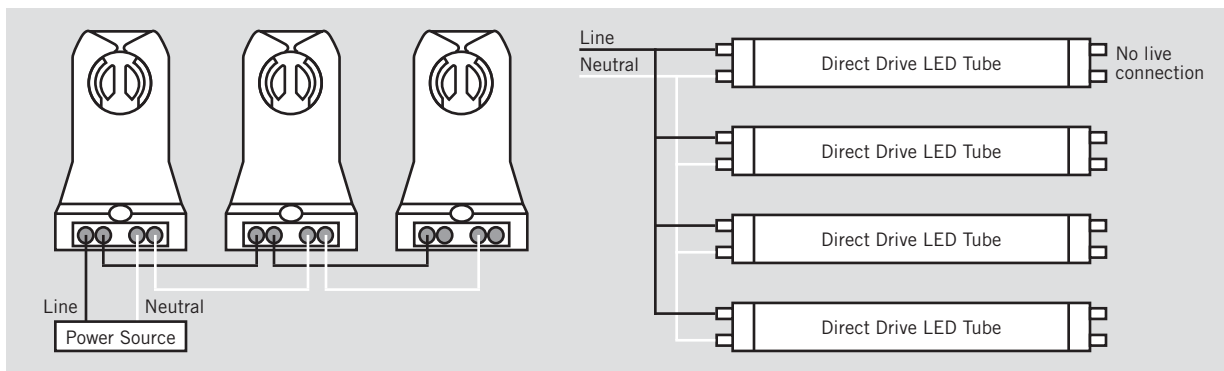 Line
Neutral
Power Source
Line
Neutral
Direct Drive LED Tube
No live
connection
Direct Drive LED Tube
Direct Drive LED Tube
Direct Drive LED Tube